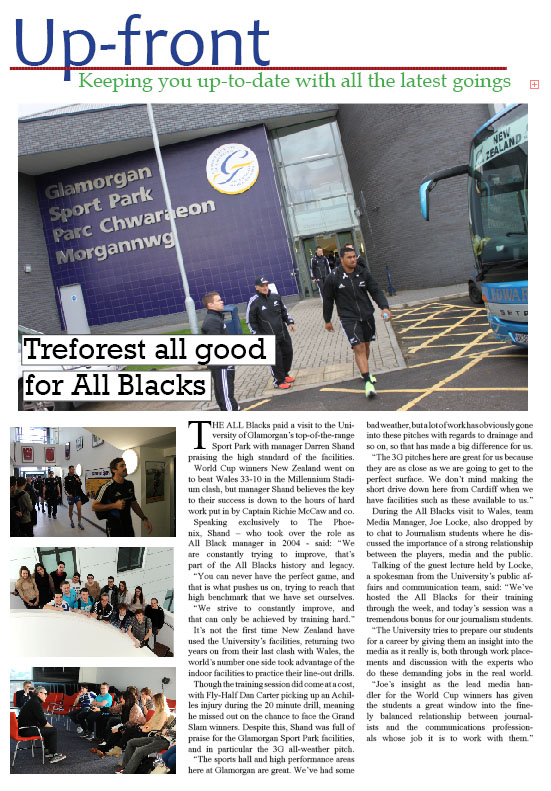 Up-front
Keeping you up-to-date with all the latest goings
Glamorgan
Sport Park
Parc Chwaraeon
Morgannwg
NEW
ZEALAND
Treforest all good
for All Blacks
THE ALL Blacks paid a visit to the Uni-
versity of Glamorgan's top-of-the-range
Sport Park with manager Darren Shand
praising the high standard of the facilities.
World Cup winners New Zealand went on
to beat Wales 33-10 in the Millennium Stadi-
um clash, but manager Shand believes the key
to their success is down to the hours of hard
work put in by Captain Richie McCaw and co.
Speaking exclusively to The Phoe-
nix, Shand – who took over the role as
All Black manager in 2004 - said: “We
are constantly trying to improve, that's
part of the All Blacks history and legacy.
“You can never have the perfect game, and
that is what pushes us on, trying to reach that
high benchmark that we have set ourselves.
“We strive to constantly improve, and
that can only be achieved by training hard.”
It's not the first time New Zealand have
used the University's facilities, returning two
years on from their last clash with Wales, the
world's number one side took advantage of the
indoor facilities to practice their line-out drills.
Though the training session did come at a cost,
with Fly-Half Dan Carter picking up an Achil-
les injury during the 20 minute drill, meaning
he missed out on the chance to face the Grand
Slam winners. Despite this, Shand was full of
praise for the Glamorgan Sport Park facilities,
and in particular the 3G all-weather pitch.
“The sports hall and high performance areas
here at Glamorgan are great. We've had some
bad weather, but a lot of work has obviously gone
into these pitches with regards to drainage and
so on, so that has made a big difference for us.
“The 3G pitches here are great for us because
they are as close as we are going to get to the
perfect surface. We don't mind making the
short drive down here from Cardiff when we
have facilities such as these available to us.”
During the All Blacks visit to Wales, team
Media Manager, Joe Locke, also dropped by
to chat to Journalism students where he dis-
cussed the importance of a strong relationship
between the players, media and the public.
Talking of the guest lecture held by Locke,
a spokesman from the University's public af-
fairs and communication team, said: “We've
hosted the All Blacks for their training
through the week, and today's session was a
tremendous bonus for our journalism students.
“The University tries to prepare our students
for a career by giving them an insight into the
media as it really is, both through work place-
ments and discussion with the experts who
do these demanding jobs in the real world.
“Joe's insight as the lead media han-
dler for the World Cup winners has given
the students a great window into the fine-
ly balanced relationship between journal-
ists and the communications profession-
als whose job it is to work with them.”